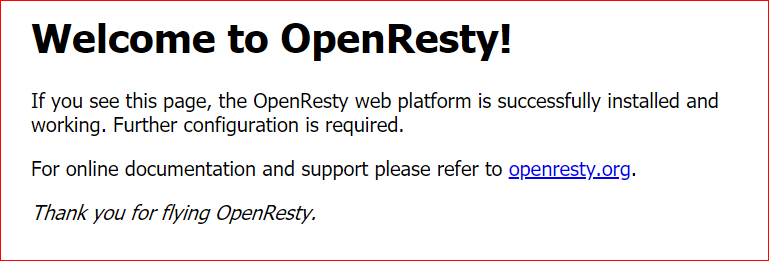 Welcome to OpenResty!
If you see this page, the OpenResty web platform is successfully installed and
working. Further configuration is required.
For online documentation and support please refer to openresty.org.
Thank you for flying OpenResty.